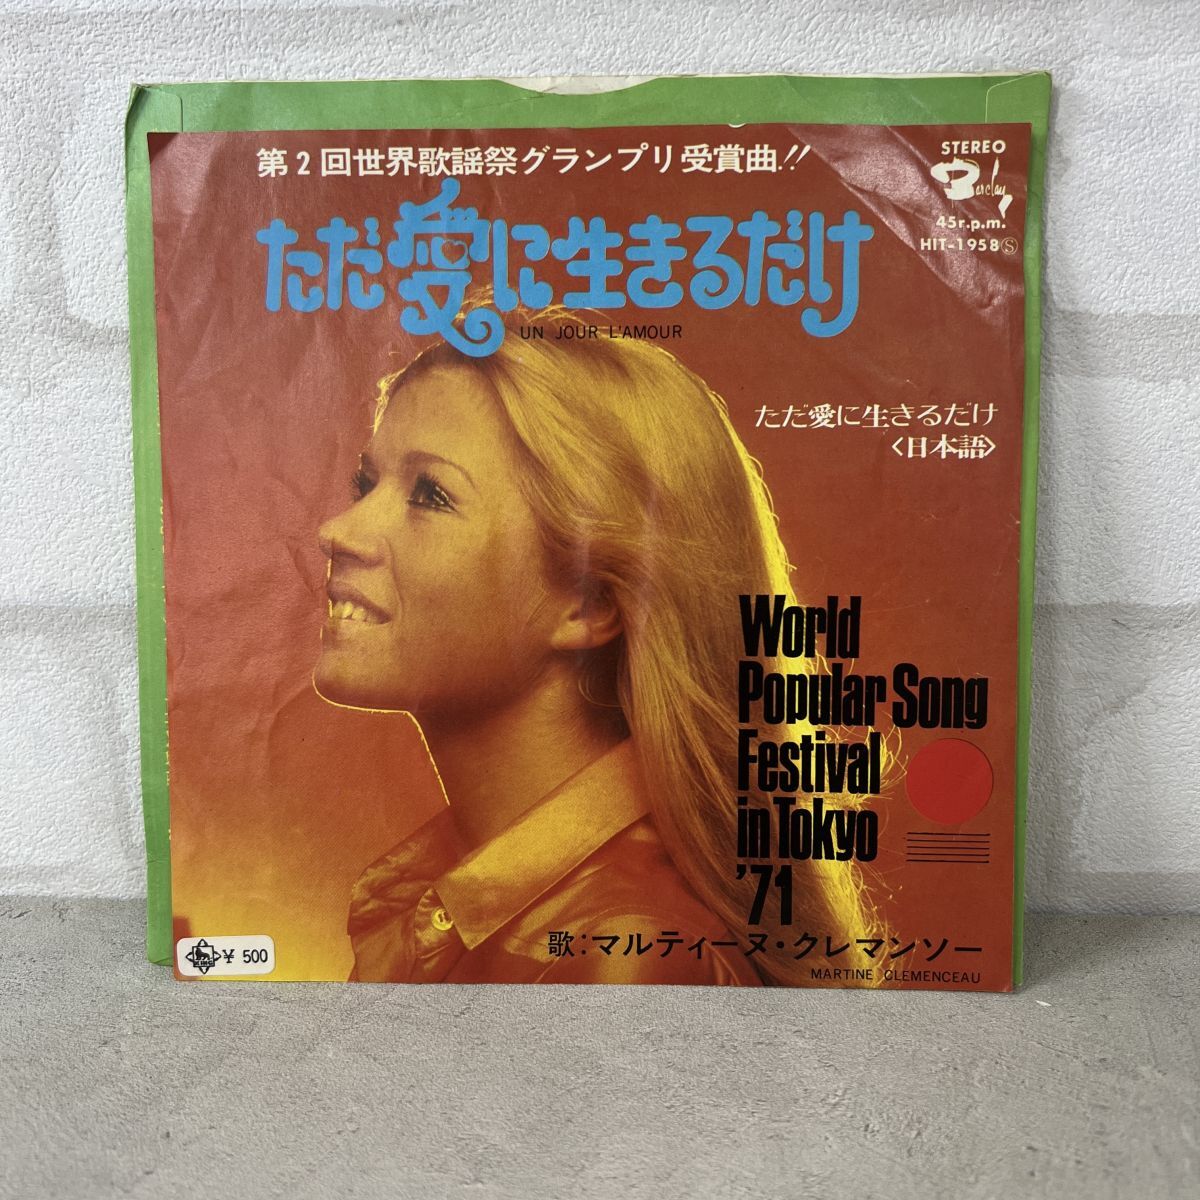 第2回世界歌謡祭グランプリ受賞曲!!
STEREO
Barclay
45r.p.m.
HIT-1958Ⓢ
ただ愛に生きるだけ
UN JOUR L'AMOUR
ただ愛に生きるだけ
〈日本語〉
World
Popular Song
Festival
in Tokyo
'71
歌:マルティーヌ・クレマンソー
MARTINE CLEMENCEAU
KING
¥ 500